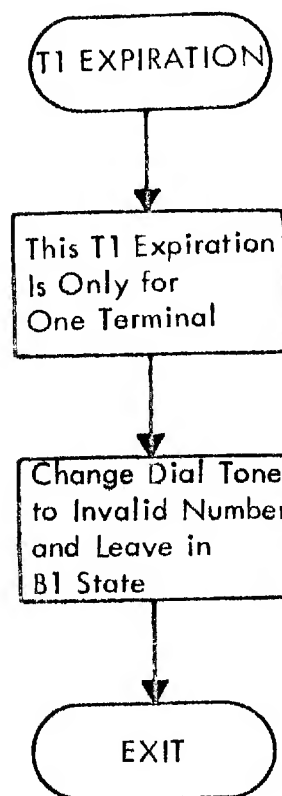 T1 EXPIRATION
This T1 Expiration
Is Only for
One Terminal
Change Dial Tone
to Invalid Number
and Leave in
B1 State
EXIT